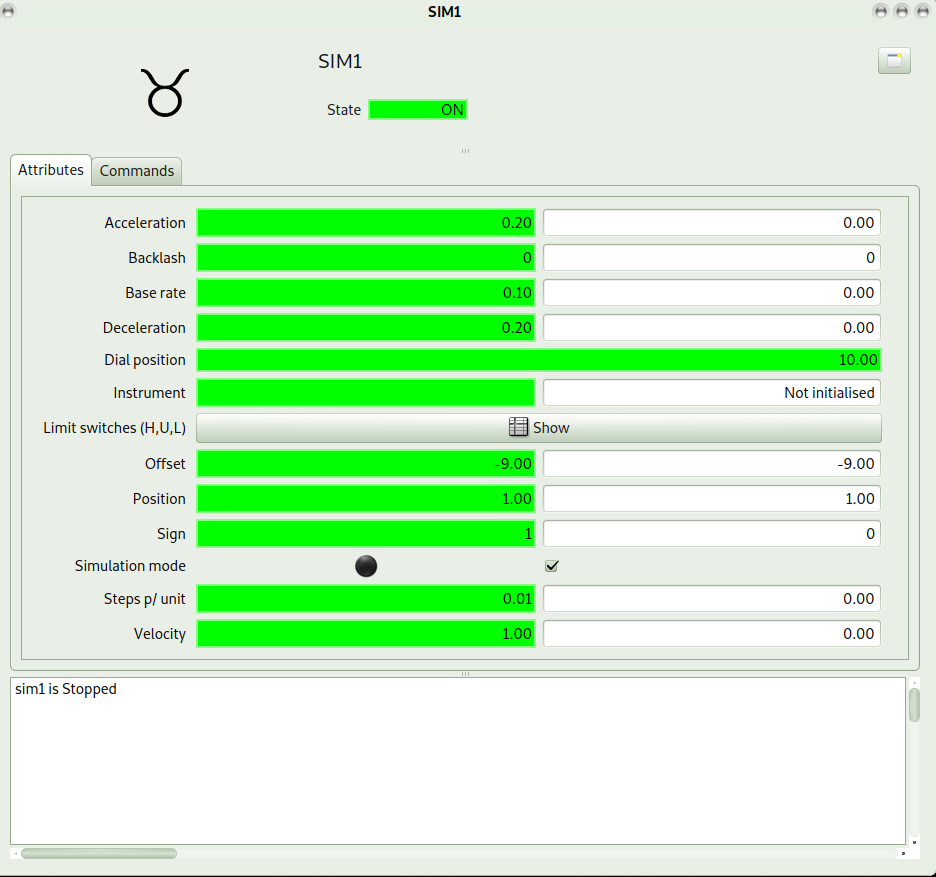 SIM1
SIM1
State ON
Attributes Commands
Acceleration 0.20 0.00
Backlash 0 0
Base rate 0.10 0.00
Deceleration 0.20 0.00
Dial position 10.00
Instrument Not initialised
Limit switches (H,U,L) Show
Offset -9.00 -9.00
Position 1.00 1.00
Sign 1 0
Simulation mode
Steps p/ unit 0.01 0.00
Velocity 1.00 0.00
sim1 is Stopped